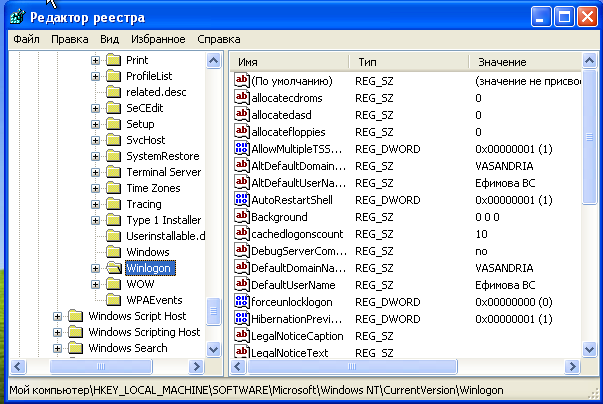 Редактор реестра
Файл Правка Вид Избранное Справка
Print
ProfileList
related.desc
SeCEdit
Setup
SvcHost
SystemRestore
Terminal Server
Time Zones
Tracing
Type 1 Installer
Userinstallable.d
Windows
Winlogon
WOW
WPAEvents
Windows Script Host
Windows Scripting Host
Windows Search
Имя Тип Значение
(По умолчанию) REG_SZ (значение не присво
allocatecdroms REG_SZ 0
allocatedasd REG_SZ 0
allocatefloppies REG_SZ 0
AllowMultipleTSS... REG_DWORD 0x00000001 (1)
AltDefaultDomain... REG_SZ VASANDRIA
AltDefaultUserNa... REG_SZ Ефимова ВС
AutoRestartShell REG_DWORD 0x00000001 (1)
Background REG_SZ 0 0 0
cachedlogonscount REG_SZ 10
DebugServerCom... REG_SZ no
DefaultDomainNa... REG_SZ VASANDRIA
DefaultUserName REG_SZ Ефимова ВС
forceunlocklogon REG_DWORD 0x00000000 (0)
HibernationPrevi... REG_DWORD 0x00000001 (1)
LegalNoticeCaption REG_SZ
LegalNoticeText REG_SZ
Мой компьютер\HKEY_LOCAL_MACHINE\SOFTWARE\Microsoft\Windows NT\CurrentVersion\Winlogon